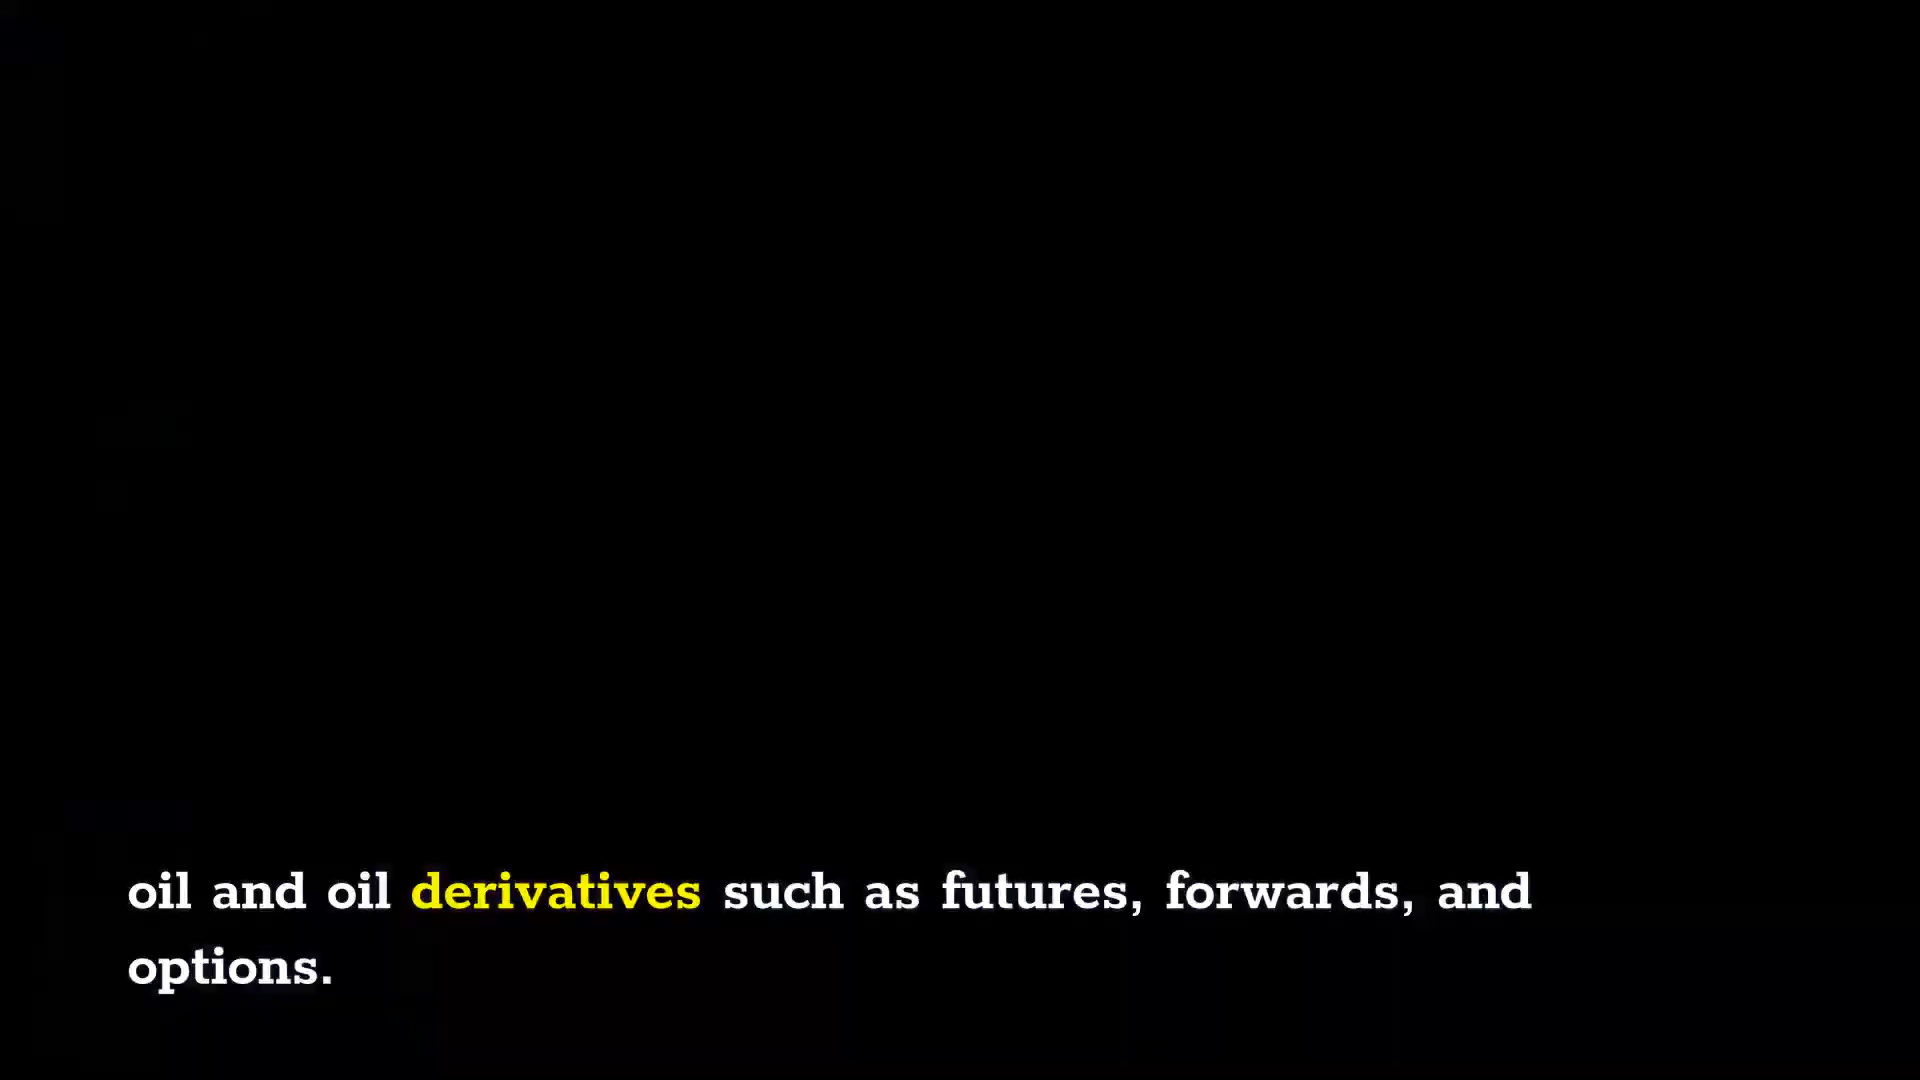 oil and oil derivatives such as futures, forwards, and
options.